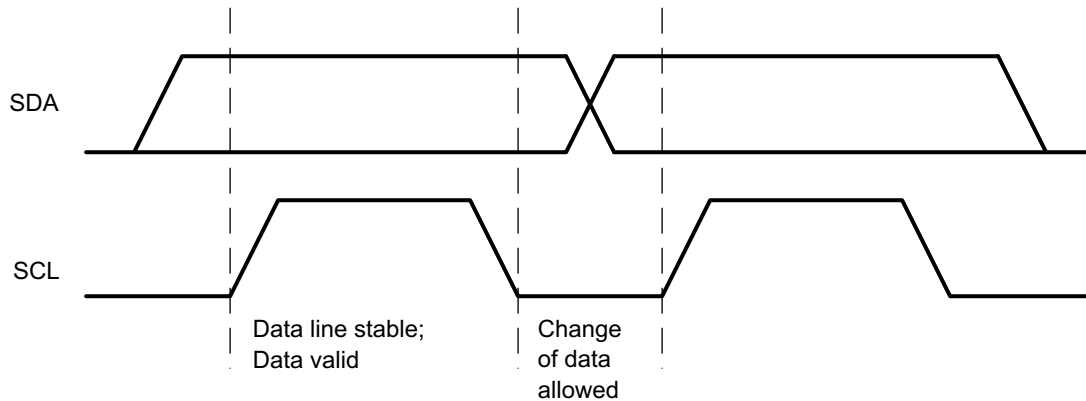 SDA
SCL
Data line stable;
Data valid
Change
of data
allowed